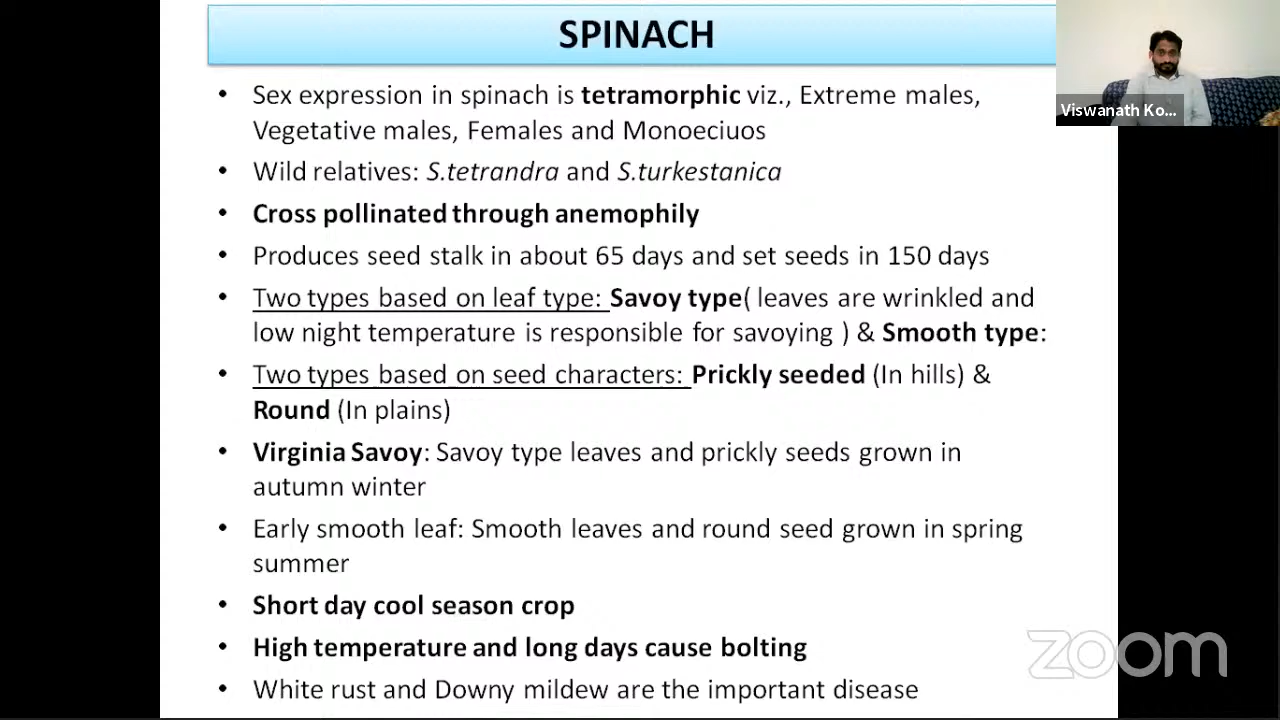 SPINACH
Viswanath Ko...
• Sex expression in spinach is tetramorphic viz., Extreme males,
Vegetative males, Females and Monoeciuos
• Wild relatives: S.tetrandra and S.turkestanica
• Cross pollinated through anemophily
• Produces seed stalk in about 65 days and set seeds in 150 days
• Two types based on leaf type: Savoy type( leaves are wrinkled and
low night temperature is responsible for savoying ) & Smooth type:
• Two types based on seed characters: Prickly seeded (In hills) &
Round (In plains)
• Virginia Savoy: Savoy type leaves and prickly seeds grown in
autumn winter
• Early smooth leaf: Smooth leaves and round seed grown in spring
summer
• Short day cool season crop
• High temperature and long days cause bolting
• White rust and Downy mildew are the important disease
zoom